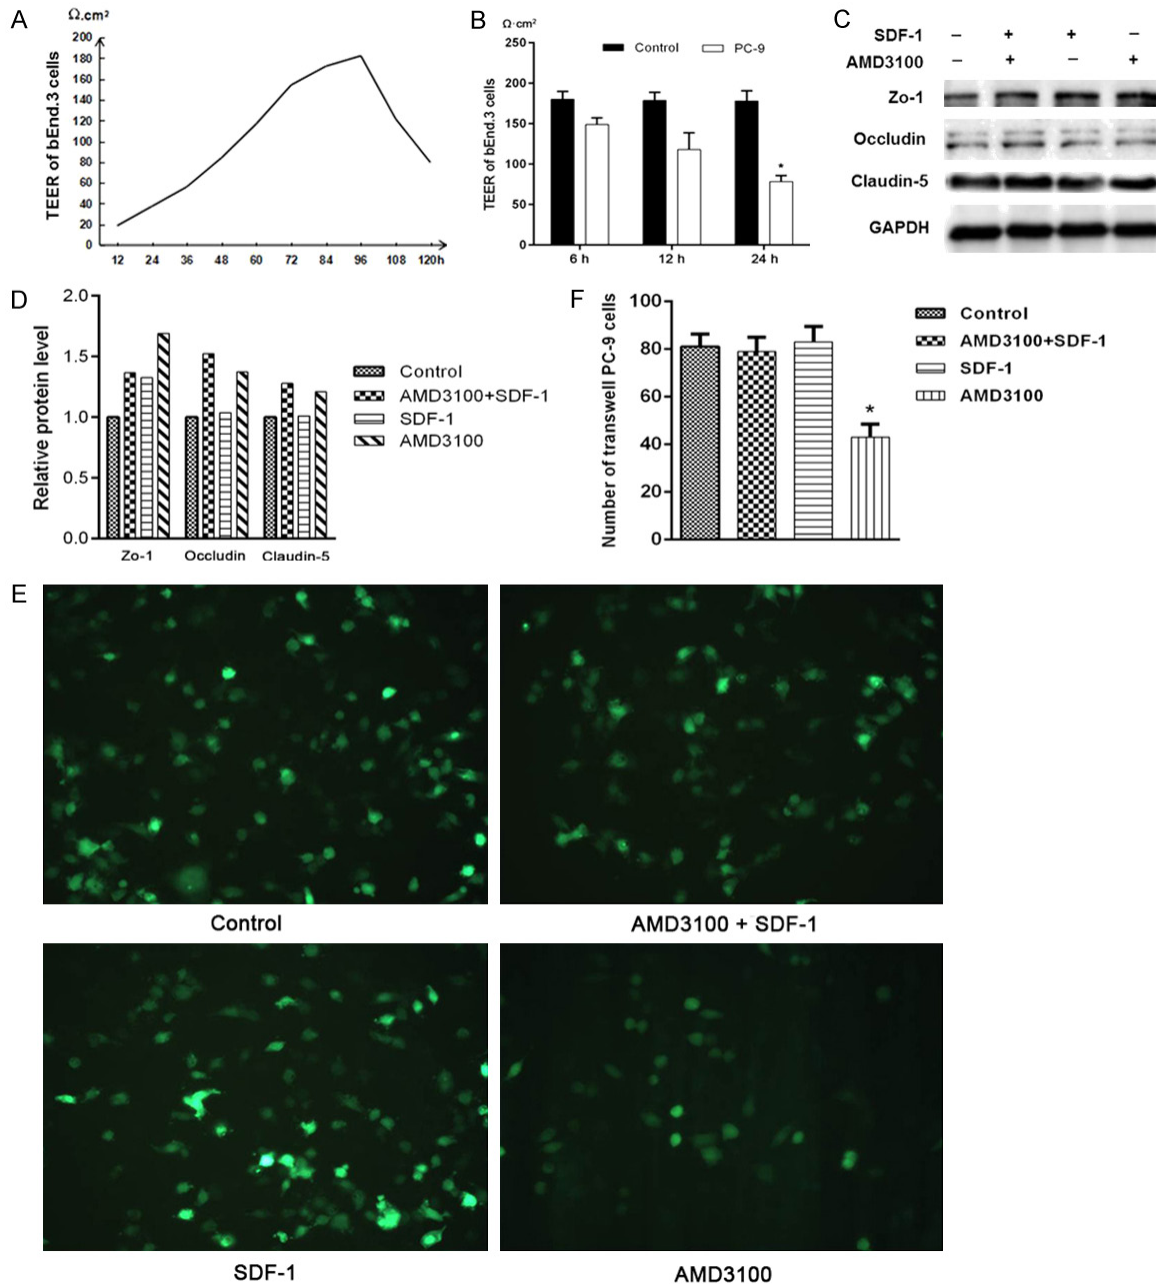 A
Ω.cm²
TEER of bEnd.3 cells
200
180
160
140
120
100
80
60
40
20
0
12 24 36 48 60 72 84 96 108 120h
B
Ω·cm²
TEER of bEnd.3 cells
250
200
150
100
50
0
Control PC-9
*
6 h 12 h 24 h
C
SDF-1 – + + –
AMD3100 – + – +
Zo-1
Occludin
Claudin-5
GAPDH
D
Relative protein level
2.0
1.5
1.0
0.5
0.0
Zo-1 Occludin Claudin-5
Control
AMD3100+SDF-1
SDF-1
AMD3100
F
Number of transwell PC-9 cells
100
80
60
40
20
0
*
Control
AMD3100+SDF-1
SDF-1
AMD3100
E
Control
AMD3100 + SDF-1
SDF-1
AMD3100